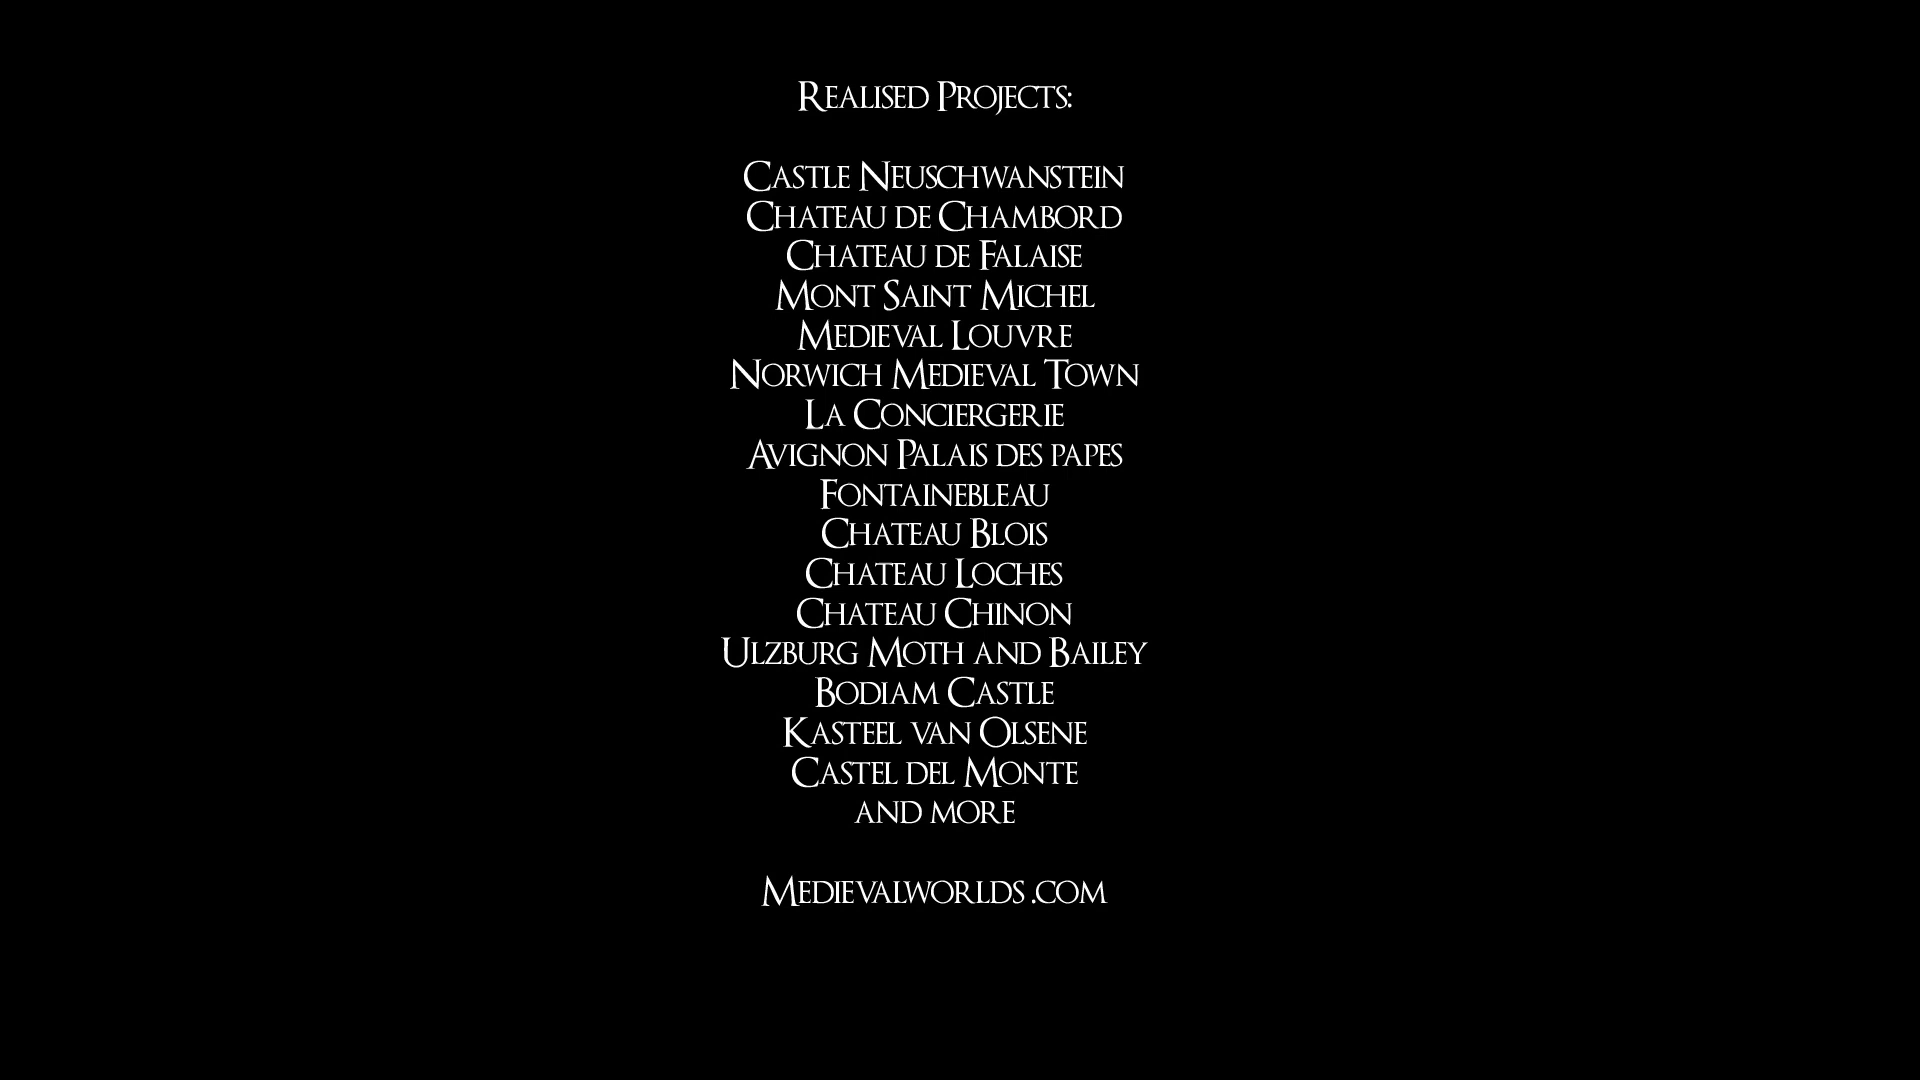 Realised Projects:
Castle Neuschwanstein
Chateau de Chambord
Chateau de Falaise
Mont Saint Michel
Medieval Louvre
Norwich Medieval Town
La Conciergerie
Avignon Palais des papes
Fontainebleau
Chateau Blois
Chateau Loches
Chateau Chinon
Ulzburg Moth and Bailey
Bodiam Castle
Kasteel van Olsene
Castel del Monte
and more
Medievalworlds.com